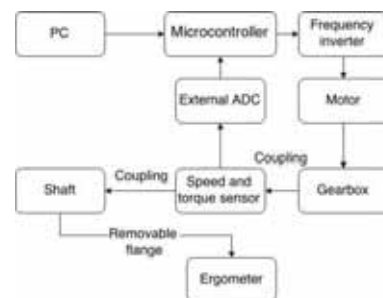 PC
Microcontroller
Frequency
inverter
External ADC
Motor
Coupling
Coupling
Shaft
Speed and
torque sensor
Gearbox
Removable
flange
Ergometer